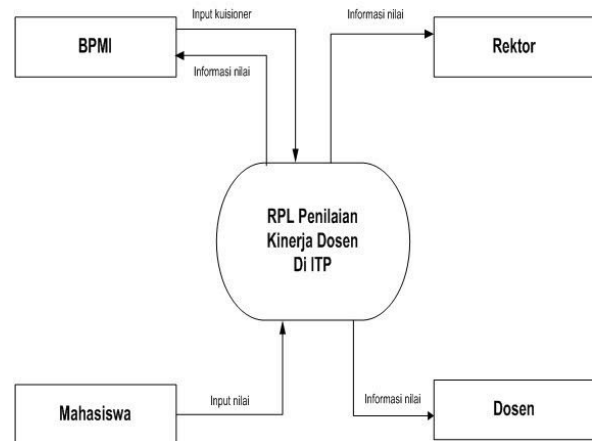 Input kuisioner
Informasi nilai
BPMI
Rektor
Informasi nilai
RPL Penilaian
Kinerja Dosen
Di ITP
Input nilai
Informasi nilai
Mahasiswa
Dosen